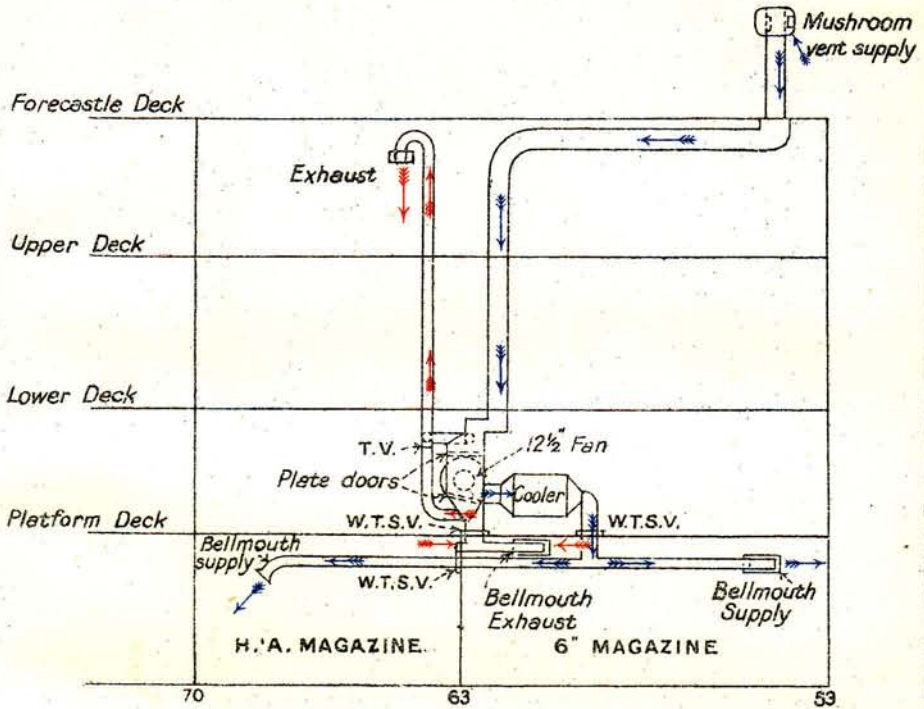 Mushroom
vent supply
Forecastle Deck
Exhaust
Upper Deck
Lower Deck
T.V.
12½" Fan
Plate doors
Cooler
Platform Deck
W.T.S.V.
W.T.S.V.
Bellmouth
supply
W.T.S.V.
Bellmouth
Exhaust
Bellmouth
Supply
H.'A. MAGAZINE
6" MAGAZINE
70
63
53